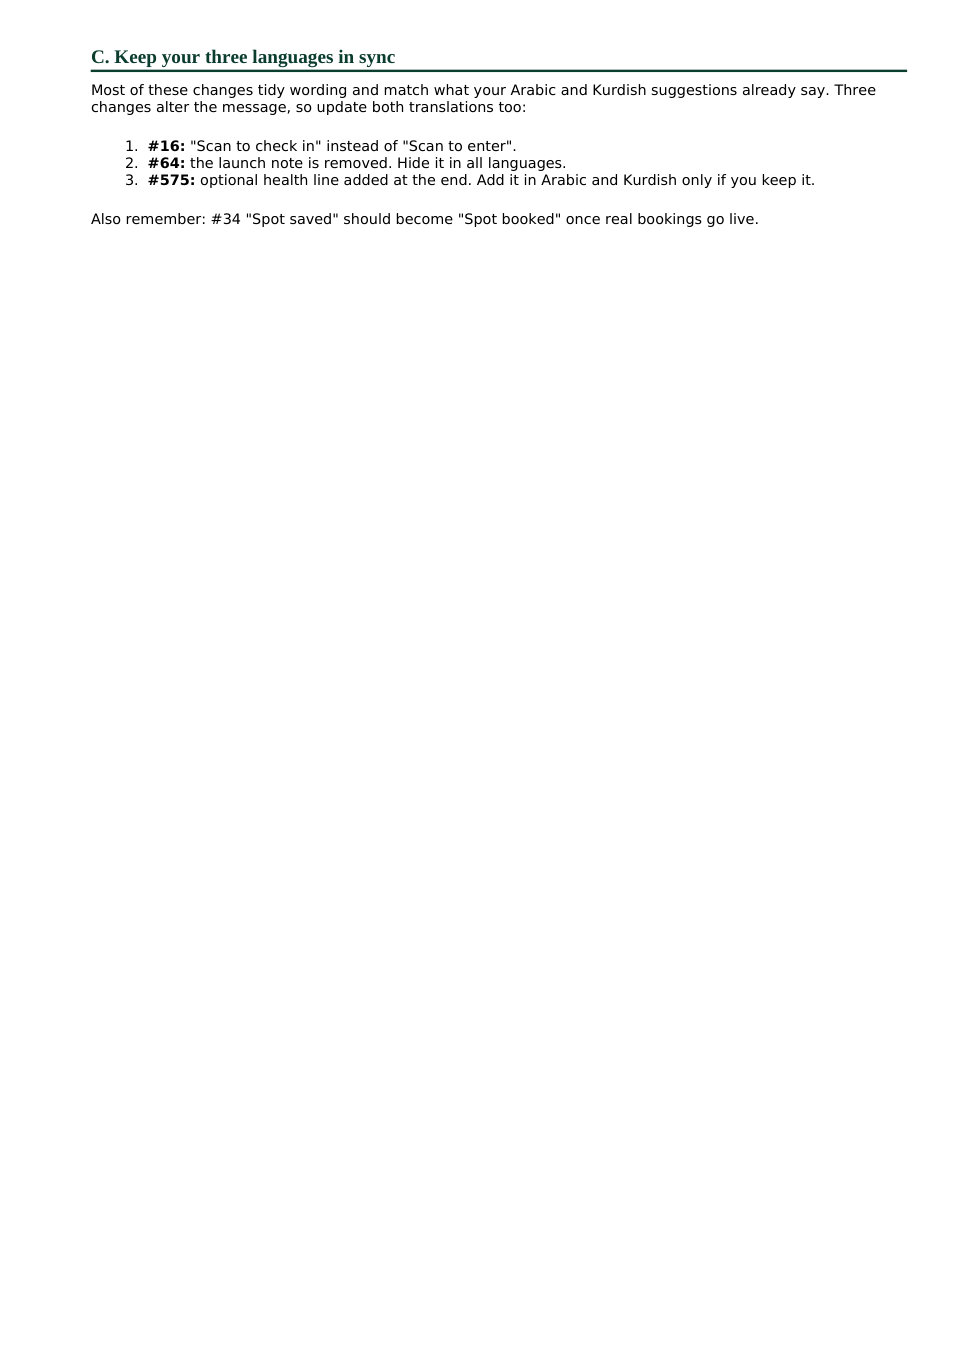 C. Keep your three languages in sync
Most of these changes tidy wording and match what your Arabic and Kurdish suggestions already say. Three
changes alter the message, so update both translations too:
1. #16: "Scan to check in" instead of "Scan to enter".
2. #64: the launch note is removed. Hide it in all languages.
3. #575: optional health line added at the end. Add it in Arabic and Kurdish only if you keep it.
Also remember: #34 "Spot saved" should become "Spot booked" once real bookings go live.